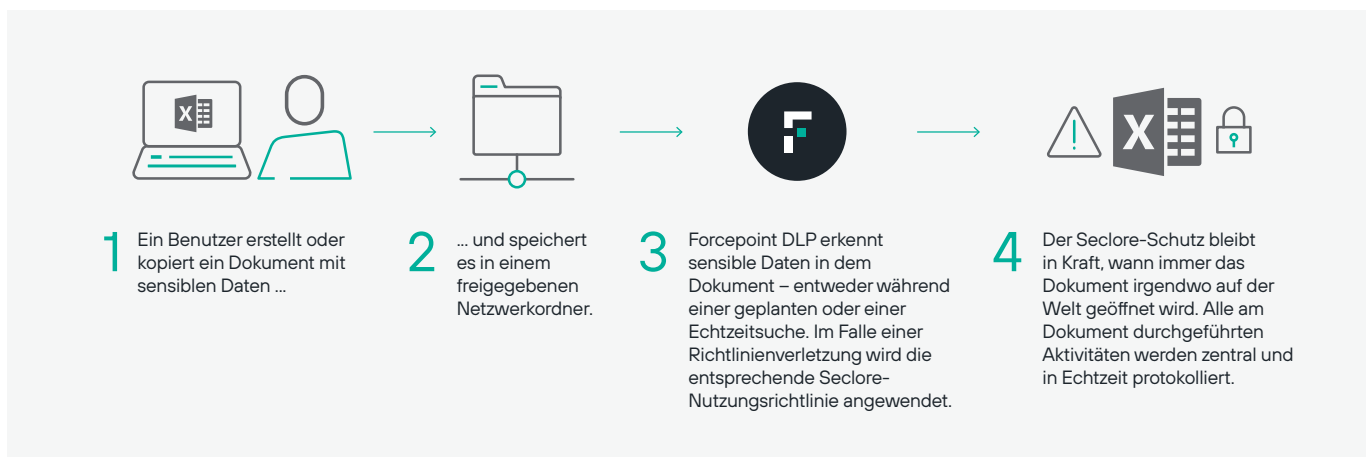 1
Ein Benutzer erstellt oder
kopiert ein Dokument mit
sensiblen Daten ...
2
... und speichert
es in einem
freigegebenen
Netzwerkordner.
3
Forcepoint DLP erkennt
sensible Daten in dem
Dokument – entweder während
einer geplanten oder einer
Echtzeitsuche. Im Falle einer
Richtlinienverletzung wird die
entsprechende Seclore-
Nutzungsrichtlinie angewendet.
4
Der Seclore-Schutz bleibt
in Kraft, wann immer das
Dokument irgendwo auf der
Welt geöffnet wird. Alle am
Dokument durchgeführten
Aktivitäten werden zentral und
in Echtzeit protokolliert.